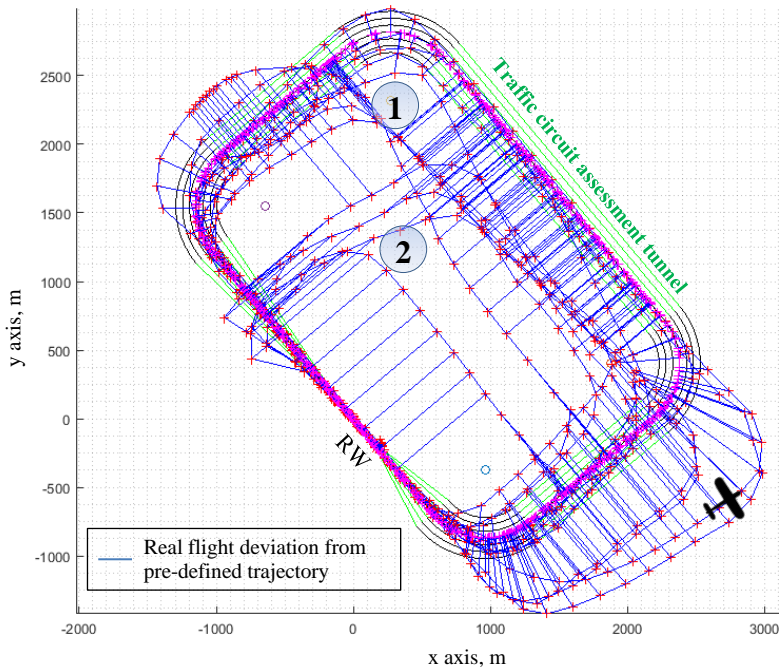 y axis, m
2500
2000
1500
1000
500
0
-500
-1000
1
2
Traffic circuit assessment tunnel
RW
Real flight deviation from
pre-defined trajectory
-2000
-1000
0
1000
2000
3000
x axis, m